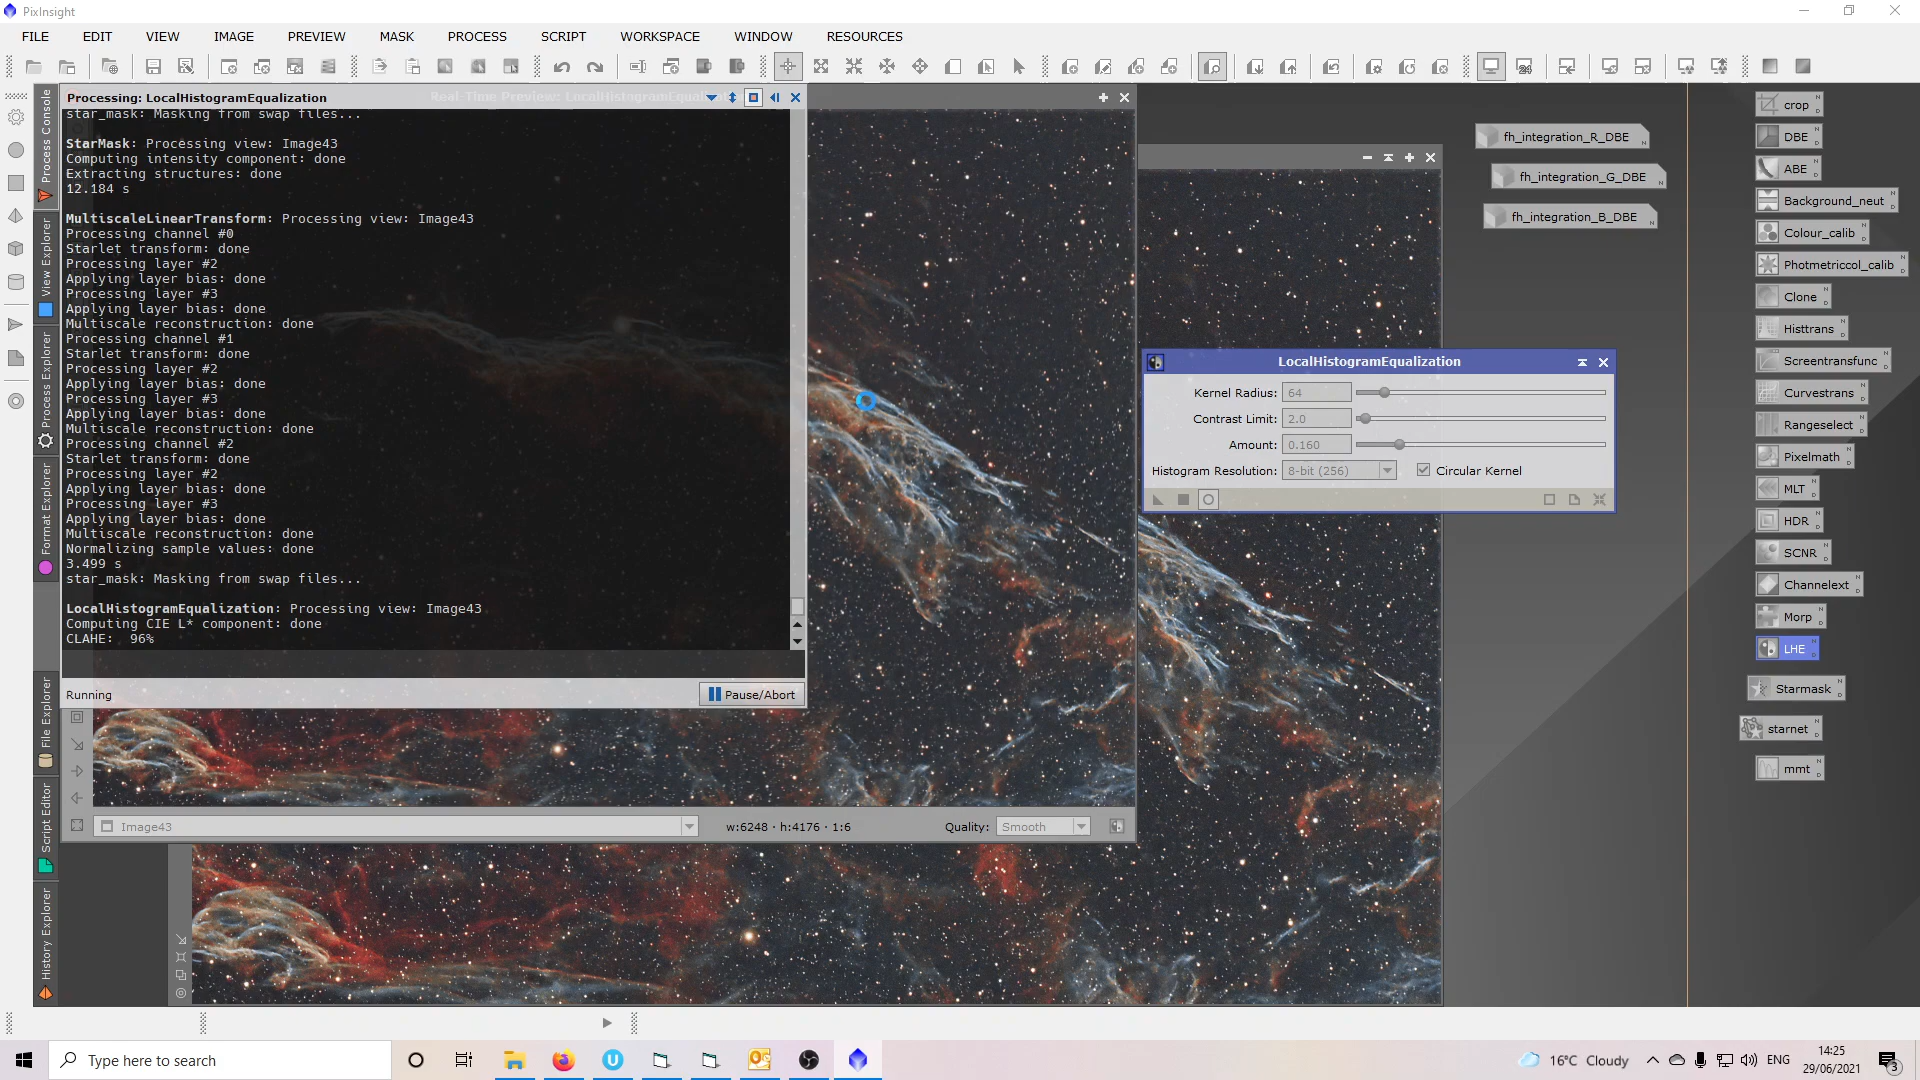 PixInsight
FILE EDIT VIEW IMAGE PREVIEW MASK PROCESS SCRIPT WORKSPACE WINDOW RESOURCES
Processing: LocalHistogramEqualization
Real-Time Preview: LocalHistogramEqualizat
star_mask: Masking from swap files...
StarMask: Processing view: Image43
Computing intensity component: done
Extracting structures: done
12.184 s
MultiscaleLinearTransform: Processing view: Image43
Processing channel #0
Starlet transform: done
Processing layer #2
Applying layer bias: done
Processing layer #3
Applying layer bias: done
Multiscale reconstruction: done
Processing channel #1
Starlet transform: done
Processing layer #2
Applying layer bias: done
Processing layer #3
Applying layer bias: done
Multiscale reconstruction: done
Processing channel #2
Starlet transform: done
Processing layer #2
Applying layer bias: done
Processing layer #3
Applying layer bias: done
Multiscale reconstruction: done
Normalizing sample values: done
3.499 s
star_mask: Masking from swap files...
LocalHistogramEqualization: Processing view: Image43
Computing CIE L* component: done
CLAHE: 96%
Running
Pause/Abort
Process Console
View Explorer
Process Explorer
Format Explorer
File Explorer
Script Editor
History Explorer
Image43
w:6248 · h:4176 · 1:6
Quality: Smooth
LocalHistogramEqualization
Kernel Radius: 64
Contrast Limit: 2.0
Amount: 0.160
Histogram Resolution: 8-bit (256) Circular Kernel
fh_integration_R_DBE
fh_integration_G_DBE
fh_integration_B_DBE
crop
DBE
ABE
Background_neut
Colour_calib
Photmetriccol_calib
Clone
Histtrans
Screentransfunc
Curvestrans
Rangeselect
Pixelmath
MLT
HDR
SCNR
Channelext
Morp
LHE
Starmask
starnet
mmt
Type here to search
16°C Cloudy
ENG
14:25
29/06/2021
3